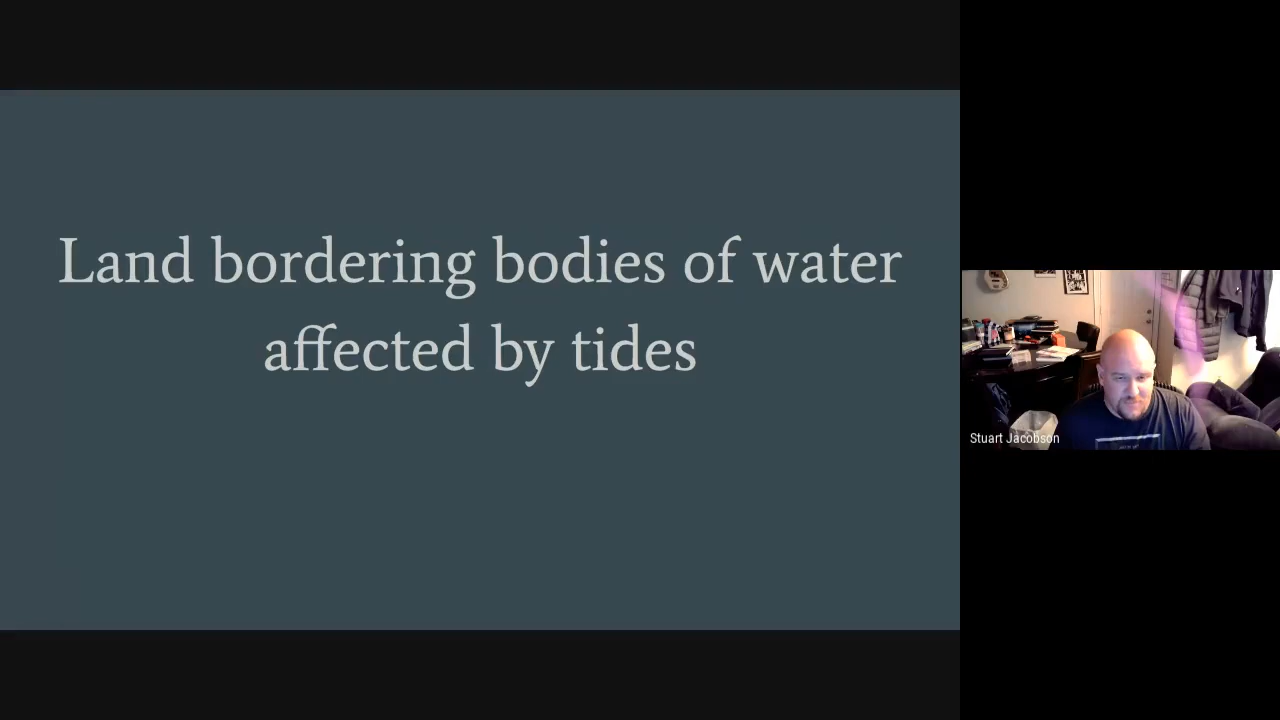 Land bordering bodies of water
affected by tides
Stuart Jacobson